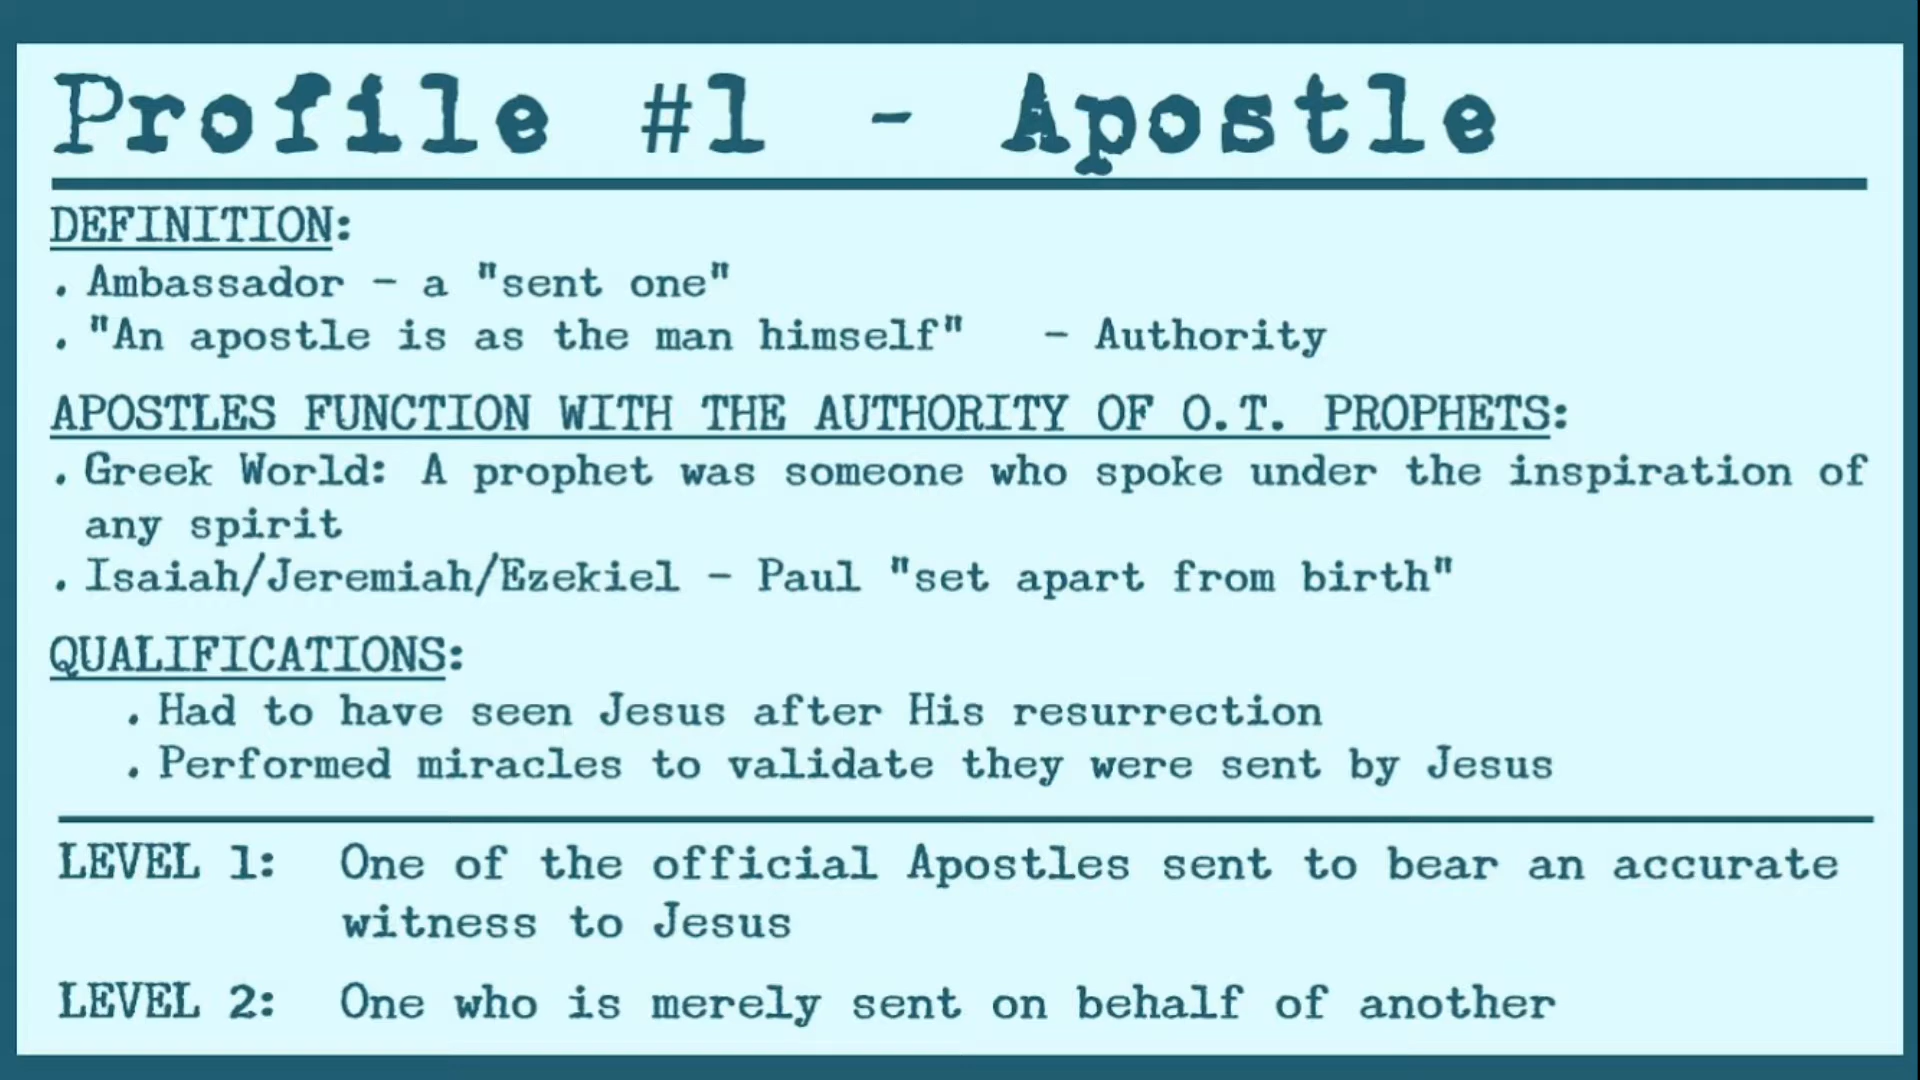 Profile #1 - Apostle
DEFINITION:
. Ambassador - a "sent one"
. "An apostle is as the man himself" - Authority
APOSTLES FUNCTION WITH THE AUTHORITY OF O.T. PROPHETS:
. Greek World: A prophet was someone who spoke under the inspiration of
any spirit
. Isaiah/Jeremiah/Ezekiel - Paul "set apart from birth"
QUALIFICATIONS:
. Had to have seen Jesus after His resurrection
. Performed miracles to validate they were sent by Jesus
LEVEL 1: One of the official Apostles sent to bear an accurate
witness to Jesus
LEVEL 2: One who is merely sent on behalf of another